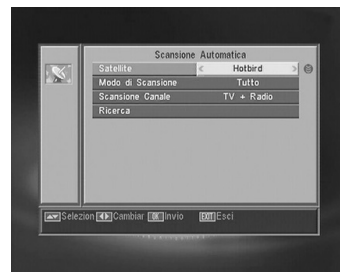 Scansione Automatica
Satellite < Hotbird >
Modo di Scansione Tutto
Scansione Canale TV + Radio
Ricerca
Selezion Cambiar OK Invio EXIT Esci